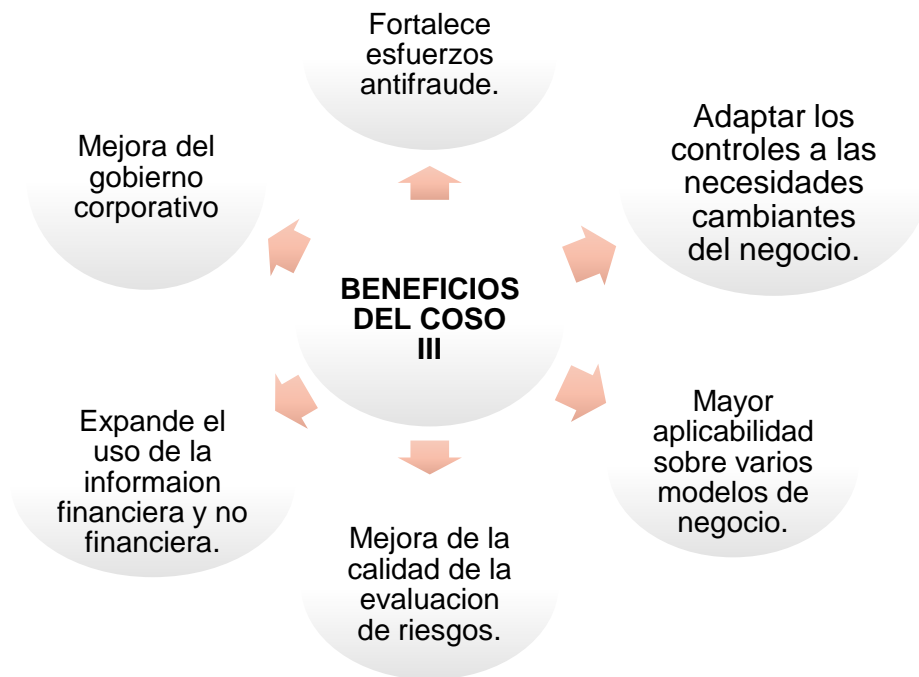 Fortalece
esfuerzos
antifraude.
Adaptar los
controles a las
necesidades
cambiantes
del negocio.
Mayor
aplicabilidad
sobre varios
modelos de
negocio.
Mejora de la
calidad de la
evaluacion
de riesgos.
Expande el
uso de la
informaion
financiera y no
financiera.
Mejora del
gobierno
corporativo
BENEFICIOS
DEL COSO
III